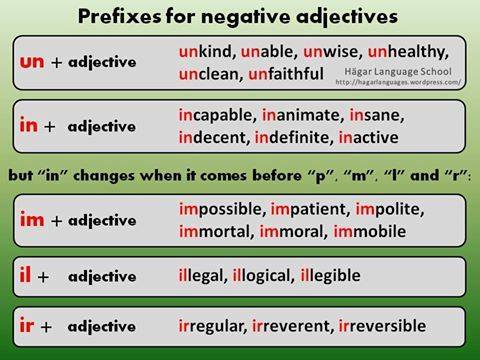 Prefixes for negative adjectives
un + adjective
unkind, unable, unwise, unhealthy,
unclean, unfaithful
Hägar Language School
http://hagarlanguages.wordpress.com/
in + adjective
incapable, inanimate, insane,
indecent, indefinite, inactive
but “in” changes when it comes before “p”, “m”, “l” and “r”:
im + adjective
impossible, impatient, impolite,
immortal, immoral, immobile
il + adjective
illegal, illogical, illegible
ir + adjective
irregular, irreverent, irreversible